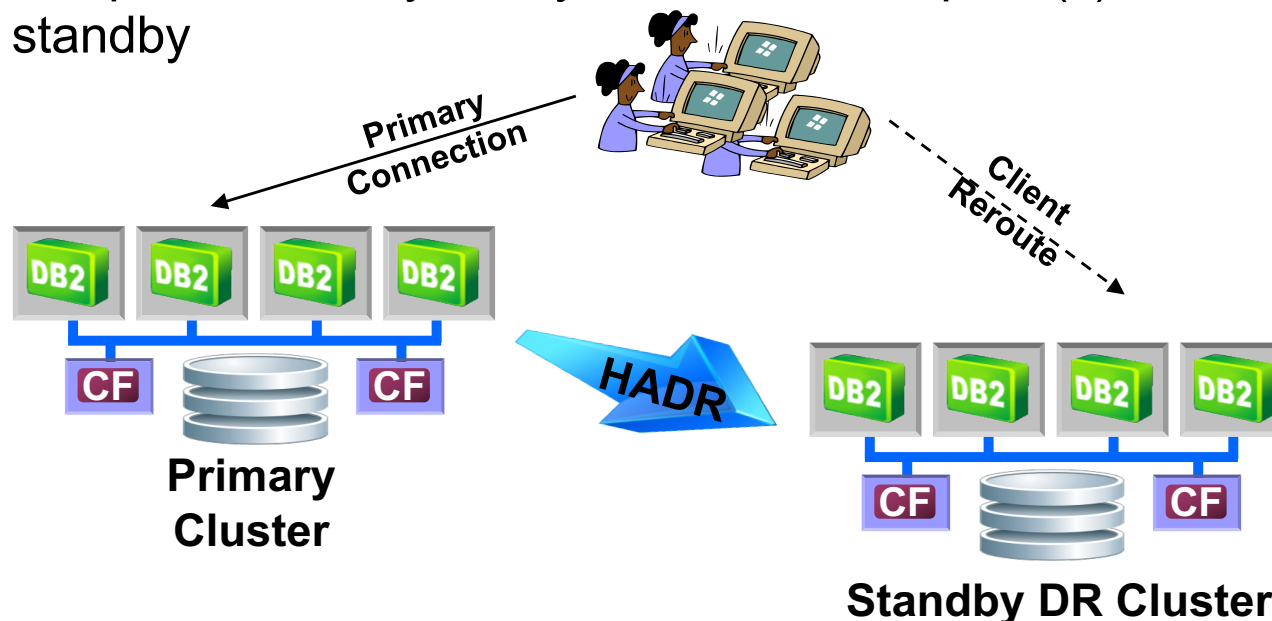 standby
Primary
Connection
Client
Reroute
DB2 DB2 DB2 DB2
CF CF
Primary
Cluster
HADR
DB2 DB2 DB2 DB2
CF CF
Standby DR Cluster